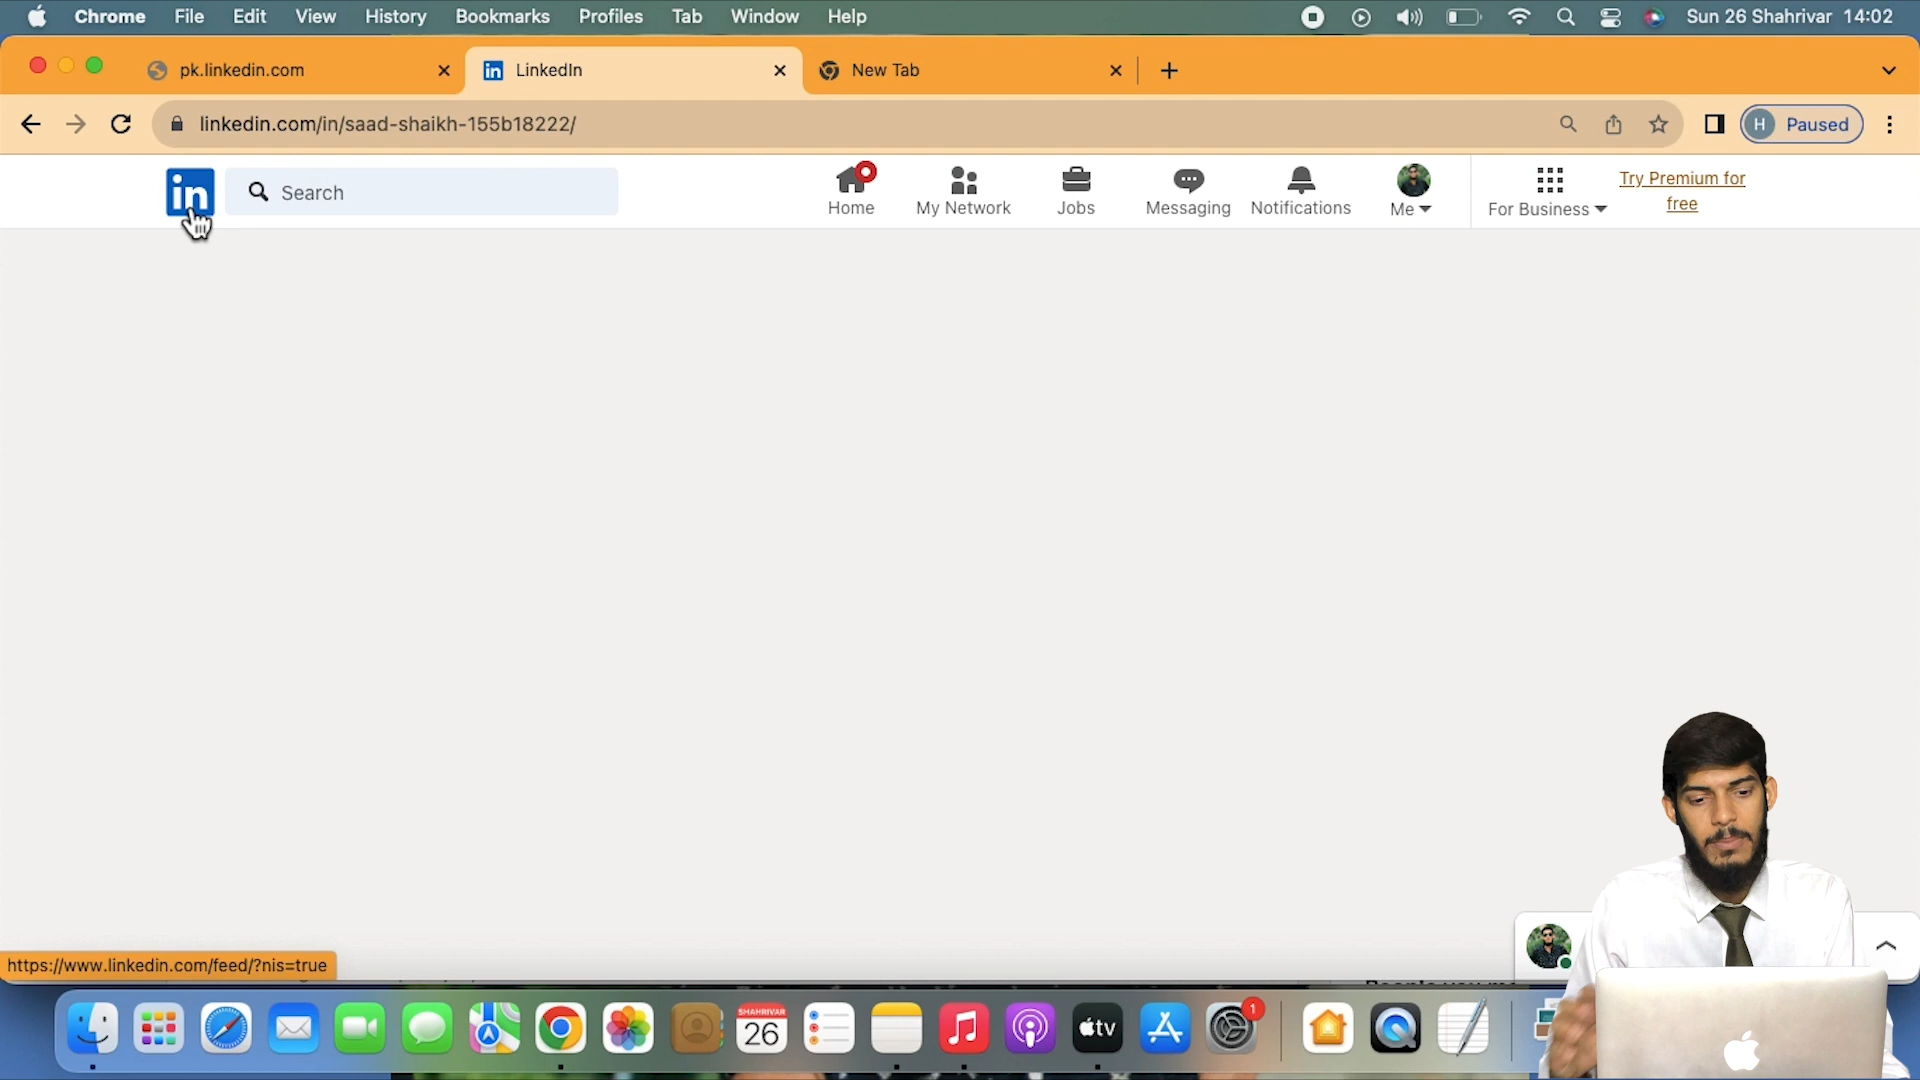 Chrome File Edit View History Bookmarks Profiles Tab Window Help Sun 26 Shahrivar 14:02
pk.linkedin.com LinkedIn New Tab
linkedin.com/in/saad-shaikh-155b18222/ H Paused
in Search Home My Network Jobs Messaging Notifications Me For Business Try Premium for
free
https://www.linkedin.com/feed/?nis=true
SHAHRIVAR
26
tv
1